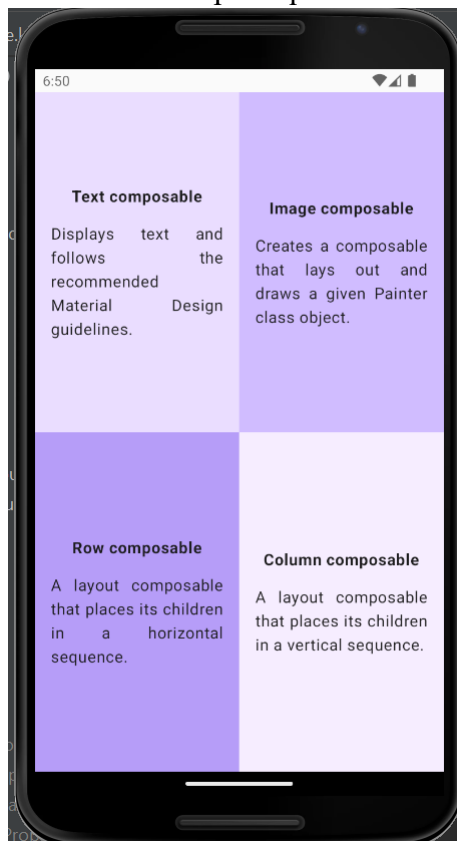 6:50
Text composable
Displays text and
follows the
recommended
Material Design
guidelines.
Image composable
Creates a composable
that lays out and
draws a given Painter
class object.
Row composable
A layout composable
that places its children
in a horizontal
sequence.
Column composable
A layout composable
that places its children
in a vertical sequence.